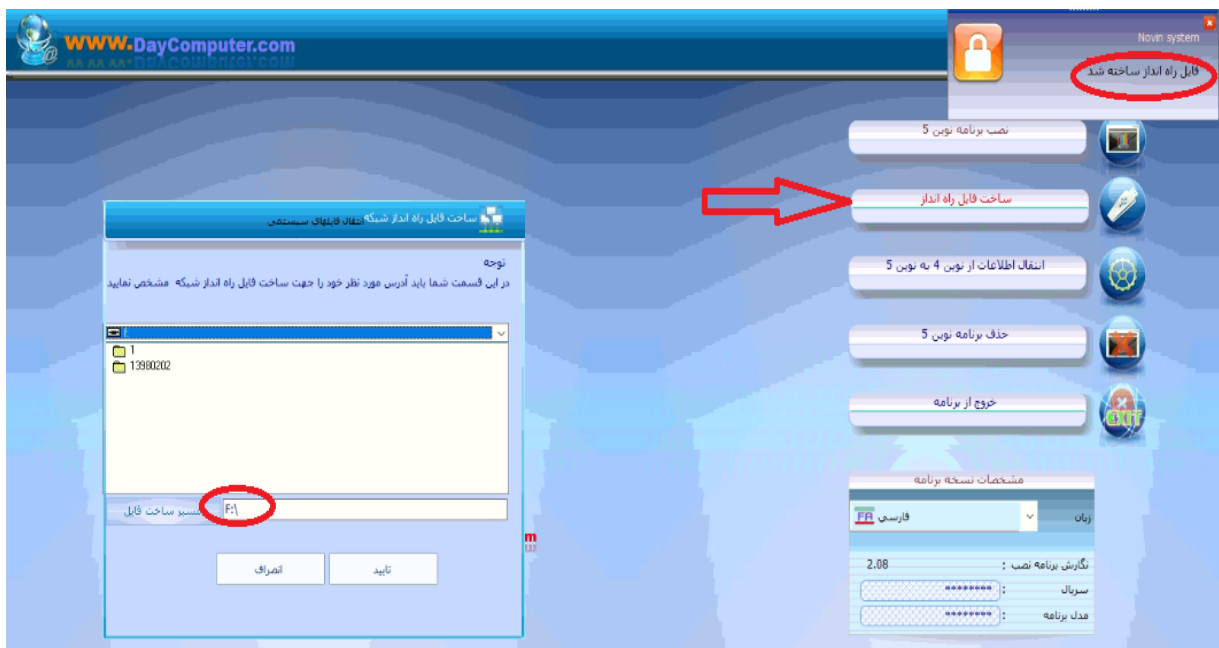 www.DayComputer.com
Novin system
فایل راه انداز ساخته شد
نصب برنامه نوین 5
ساخت فایل راه انداز
انتقال اطلاعات از نوین 4 به نوین 5
حذف برنامه نوین 5
خروج از برنامه
EXIT
ساخت فایل راه انداز شبکه
انتقال فایلهای سیستمی
توجه
در این قسمت شما باید آدرس مورد نظر خود را جهت ساخت فایل راه انداز شبکه مشخص نمایید
1
13980202
مسیر ساخت فایل F:\
تایید انصراف
مشخصات نسخه برنامه
زبان فارسی FA
نگارش برنامه نصب : 2.08
سریال : ********
مدل برنامه : ********